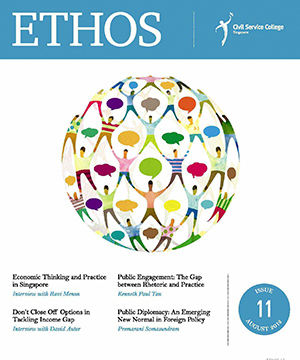 ETHOS
Civil Service College
Singapore
Economic Thinking and Practice
in Singapore
Interview with Ravi Menon
Public Engagement: The Gap
between Rhetoric and Practice
Kenneth Paul Tan
Don't Close Off Options in
Tackling Income Gap
Interview with David Autor
Public Diplomacy: An Emerging
New Normal in Foreign Policy
Premarani Somasundram
ISSUE
11
AUGUST 2012